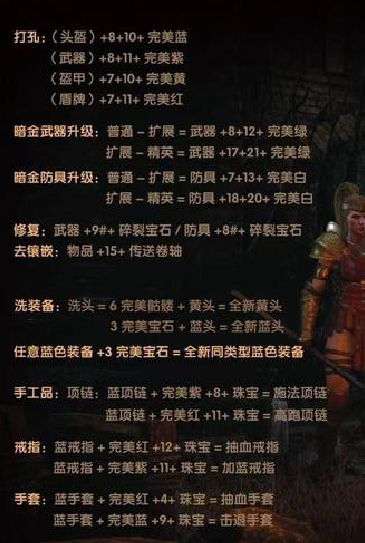 打孔：（头盔）+8+10+ 完美蓝
（武器）+8+11+ 完美紫
（盔甲）+7+10+ 完美黄
（盾牌）+7+11+ 完美红
暗金武器升级：普通 – 扩展 = 武器 +8+12+ 完美绿
扩展 – 精英 = 武器 +17+21+ 完美绿
暗金防具升级：普通 – 扩展 = 防具 +7+13+ 完美白
扩展 – 精英 = 防具 +18+20+ 完美白
修复：武器 +9#+ 碎裂宝石 / 防具 +8#+ 碎裂宝石
去镶嵌：物品 +15+ 传送卷轴
洗装备：洗头 = 6 完美骷髅 + 黄头 = 全新黄头
3 完美宝石 + 蓝头 = 全新蓝头
任意蓝色装备 +3 完美宝石 = 全新同类型蓝色装备
手工品：项链：蓝项链 + 完美紫 +8+ 珠宝 = 施法项链
蓝项链 + 完美红 +11+ 珠宝 = 高跑项链
戒指：蓝戒指 + 完美红 +12+ 珠宝 = 抽血戒指
蓝戒指 + 完美紫 +11+ 珠宝 = 加蓝戒指
手套：蓝手套 + 完美红 +4+ 珠宝 = 抽血手套
蓝手套 + 完美蓝 +9+ 珠宝 = 击退手套